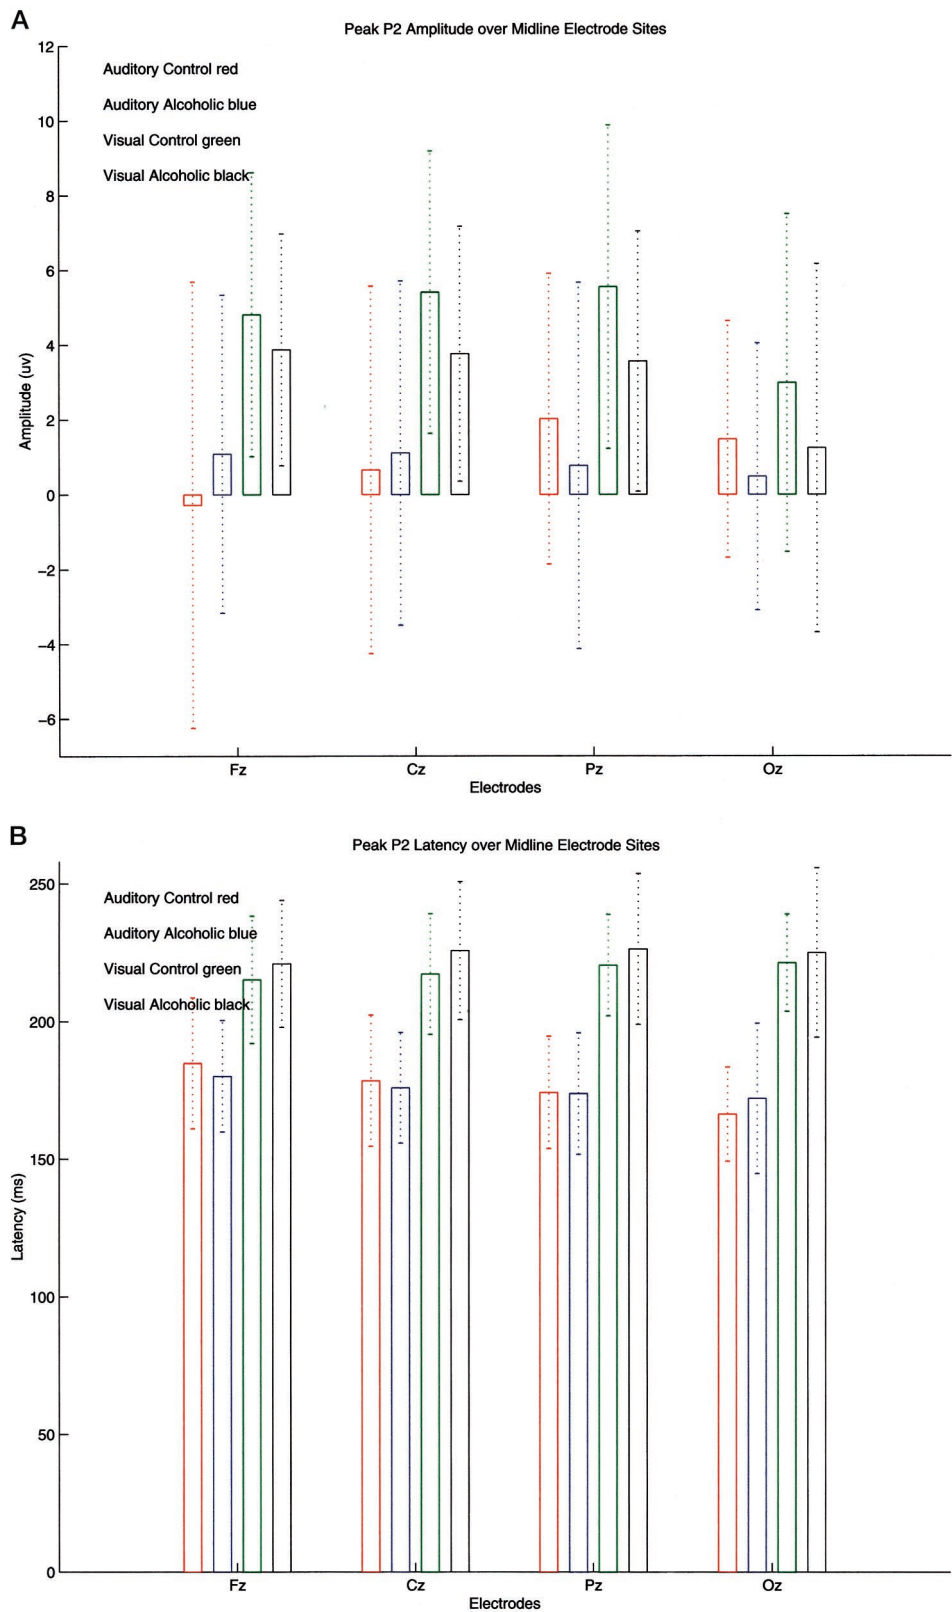 A
Peak P2 Amplitude over Midline Electrode Sites
12
10
8
6
4
2
0
−2
−4
−6
Amplitude (uv)
Auditory Control red
Auditory Alcoholic blue
Visual Control green
Visual Alcoholic black
Fz Cz Pz Oz
Electrodes
B
Peak P2 Latency over Midline Electrode Sites
250
200
150
100
50
0
Latency (ms)
Auditory Control red
Auditory Alcoholic blue
Visual Control green
Visual Alcoholic black
Fz Cz Pz Oz
Electrodes